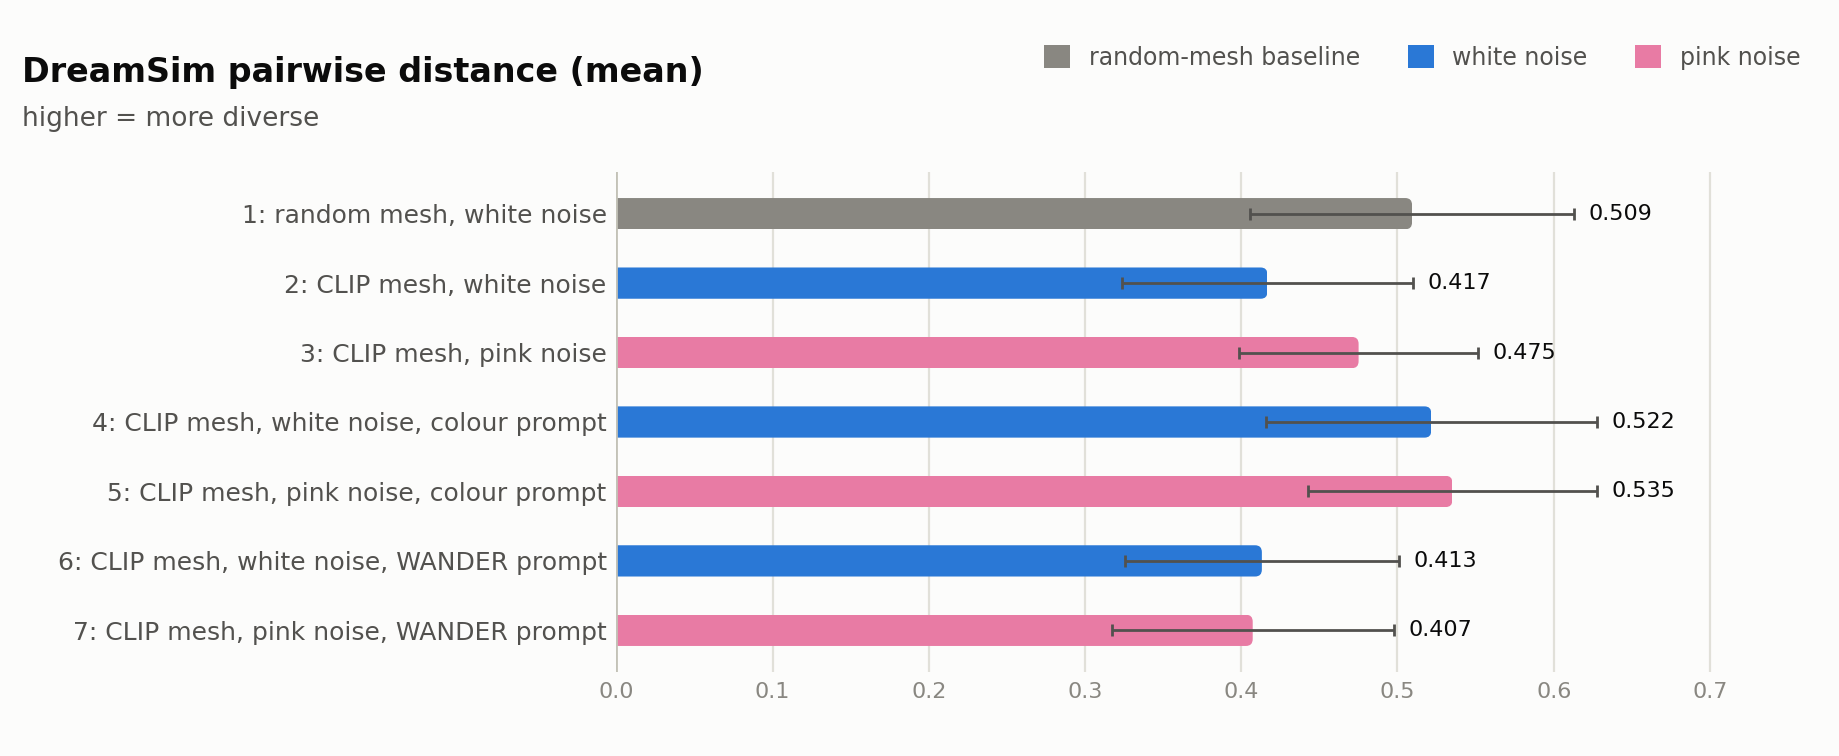 DreamSim pairwise distance (mean)
higher = more diverse
random-mesh baseline
white noise
pink noise
1: random mesh, white noise 0.509
2: CLIP mesh, white noise 0.417
3: CLIP mesh, pink noise 0.475
4: CLIP mesh, white noise, colour prompt 0.522
5: CLIP mesh, pink noise, colour prompt 0.535
6: CLIP mesh, white noise, WANDER prompt 0.413
7: CLIP mesh, pink noise, WANDER prompt 0.407
0.0 0.1 0.2 0.3 0.4 0.5 0.6 0.7